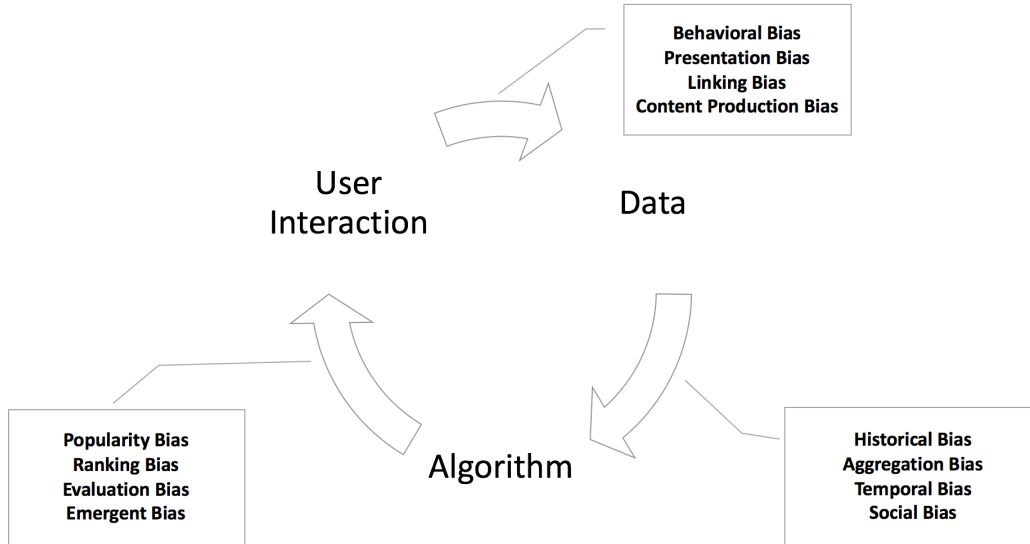 Behavioral Bias
Presentation Bias
Linking Bias
Content Production Bias
User
Interaction
Data
Popularity Bias
Ranking Bias
Evaluation Bias
Emergent Bias
Algorithm
Historical Bias
Aggregation Bias
Temporal Bias
Social Bias